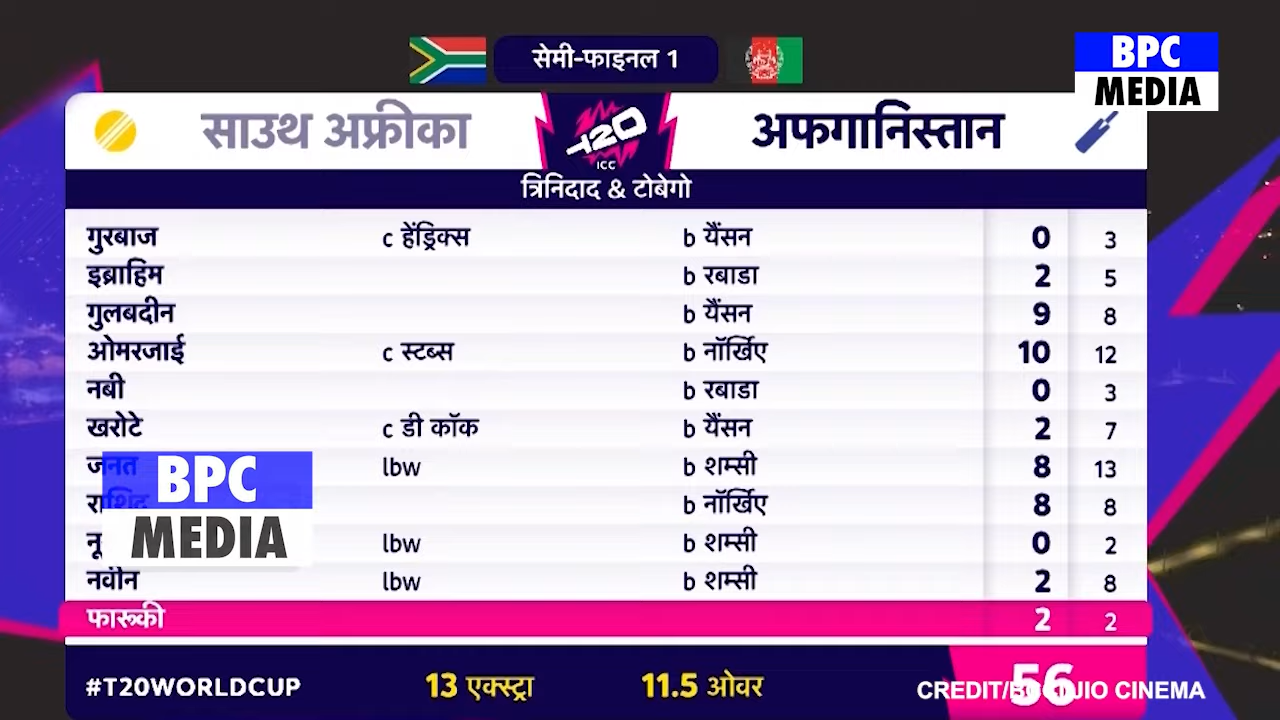 सेमी-फाइनल 1
BPC
MEDIA
साउथ अफ्रीका
T20
ICC
अफगानिस्तान
त्रिनिदाद & टोबेगो
गुरबाज c हेंड्रिक्स b यैंसन 0 3
इब्राहिम b रबाडा 2 5
गुलबदीन b यैंसन 9 8
ओमरजाई c स्टब्स b नॉर्खिए 10 12
नबी b रबाडा 0 3
खरोटे c डी कॉक b यैंसन 2 7
जनत lbw b शम्सी 8 13
राशिद b नॉर्खिए 8 8
lbw b शम्सी 0 2
नवीन lbw b शम्सी 2 8
BPC
MEDIA
फारूकी 2 2
#T20WORLDCUP 13 एक्स्ट्रा 11.5 ओवर 56
CREDIT/ JIO CINEMA